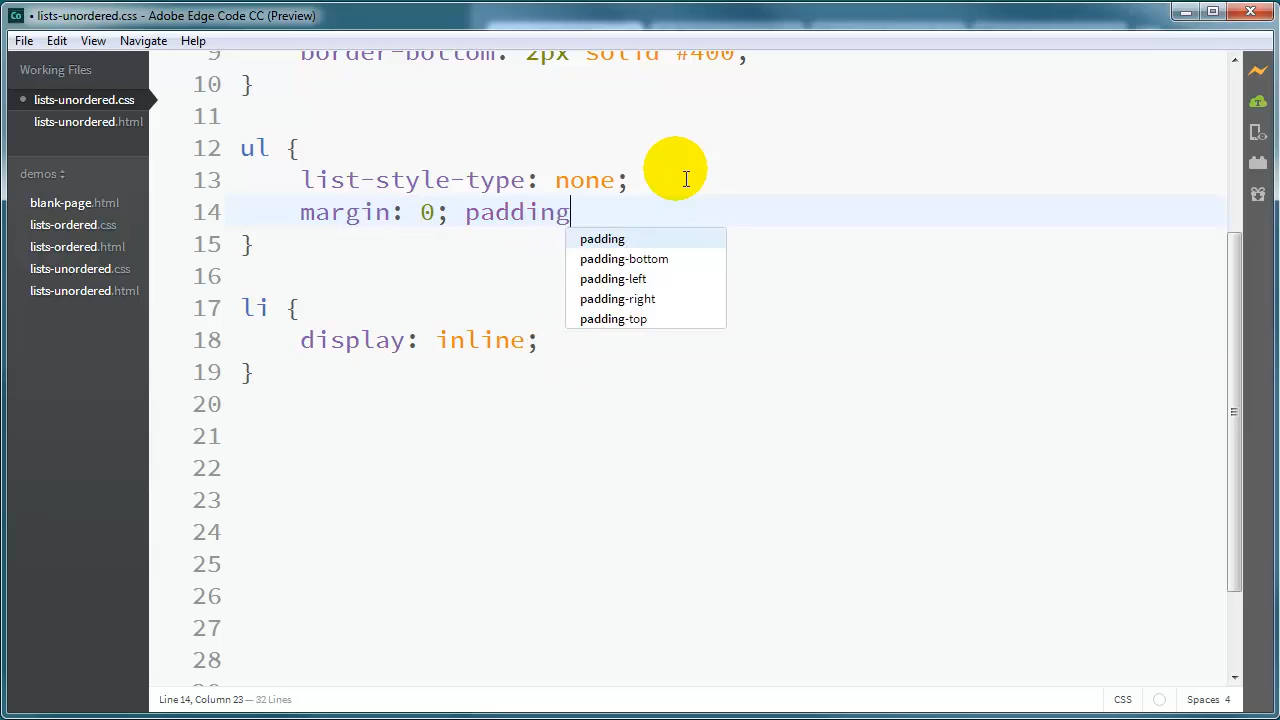 Co • lists-unordered.css - Adobe Edge Code CC (Preview)
File Edit View Navigate Help
Working Files
lists-unordered.css
lists-unordered.html
demos
blank-page.html
lists-ordered.css
lists-ordered.html
lists-unordered.css
lists-unordered.html
9 border-bottom: 2px solid #400;
10 }
11
12 ul {
13 list-style-type: none;
14 margin: 0; padding
15 }
16
17 li {
18 display: inline;
19 }
20
21
22
23
24
25
26
27
28
padding
padding-bottom
padding-left
padding-right
padding-top
Line 14, Column 23 — 32 Lines
CSS
Spaces 4